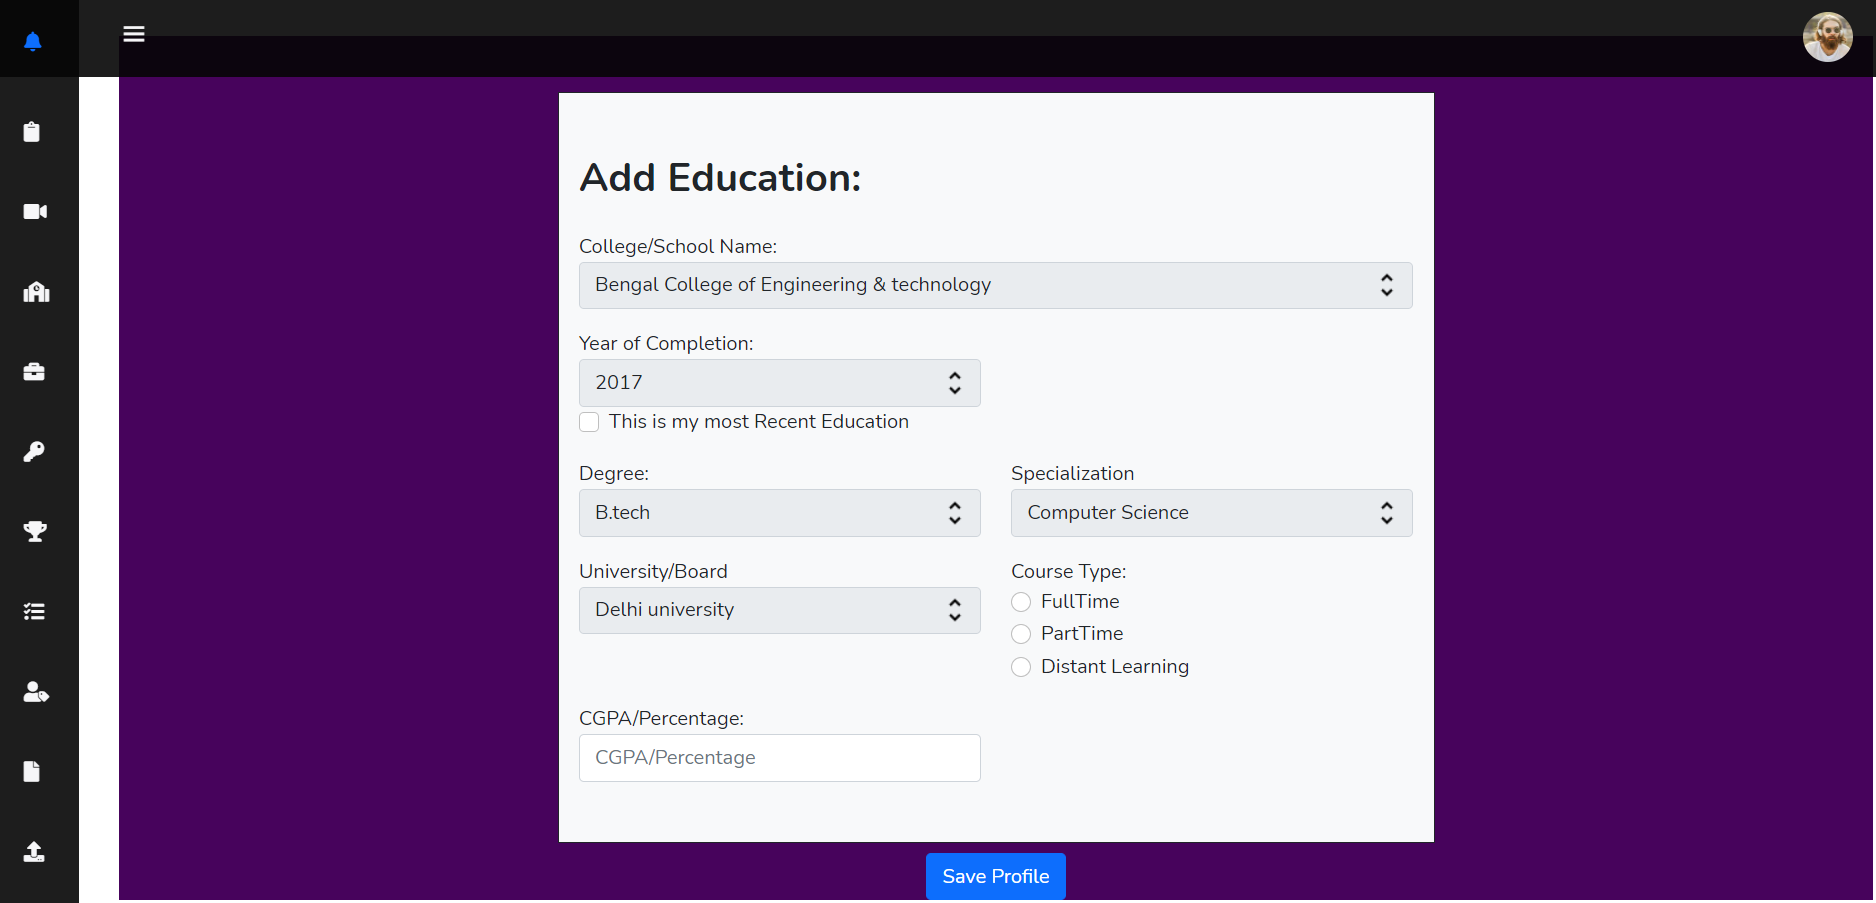 Add Education:
College/School Name:
Bengal College of Engineering & technology
Year of Completion:
2017
This is my most Recent Education
Degree:
B.tech
Specialization
Computer Science
University/Board
Delhi university
Course Type:
FullTime
PartTime
Distant Learning
CGPA/Percentage:
CGPA/Percentage
Save Profile